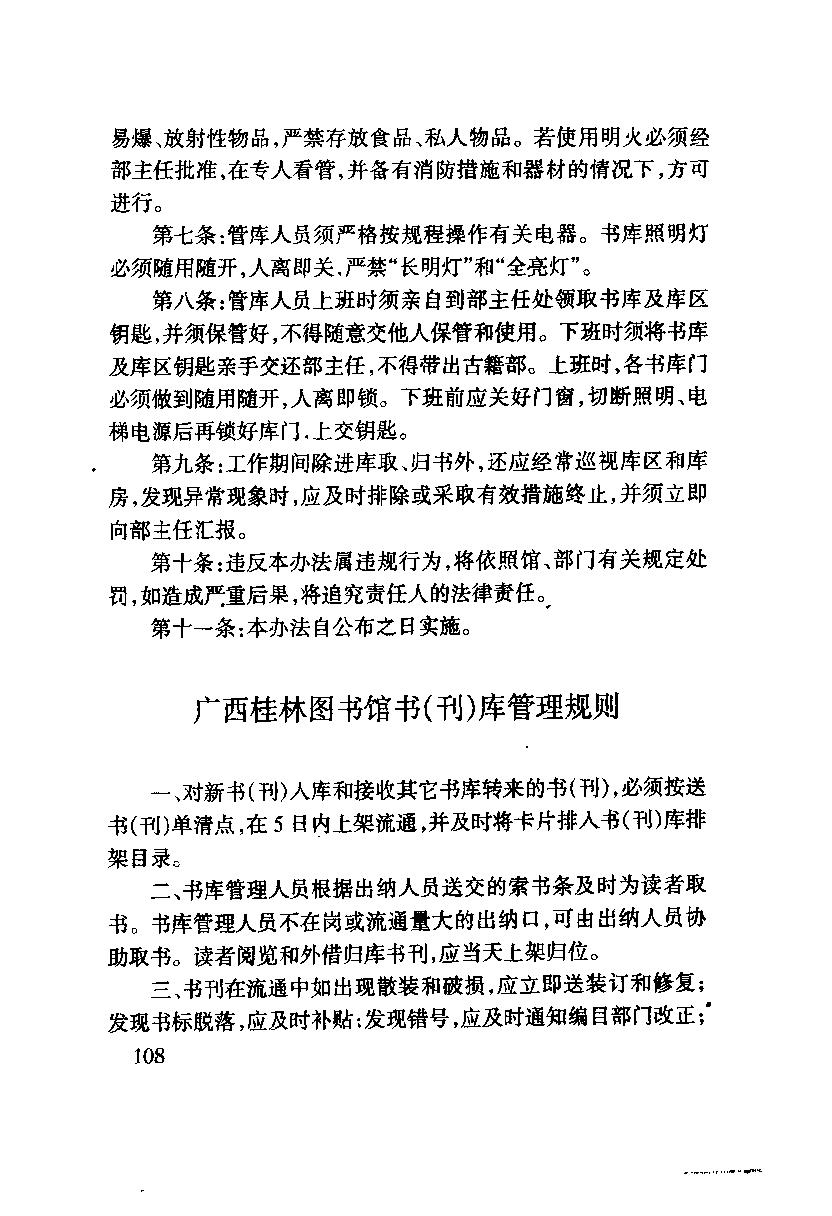 易爆、放射性物品,严禁存放食品、私人物品。若使用明火必须经
部主任批准,在专人看管,并备有消防措施和器材的情况下,方可
进行。
第七条:管库人员须严格按规程操作有关电器。书库照明灯
必须随用随开,人离即关,严禁“长明灯”和“全亮灯”。
第八条:管库人员上班时须亲自到部主任处领取书库及库区
钥匙,并须保管好,不得随意交他人保管和使用。下班时须将书库
及库区钥匙亲手交还部主任,不得带出古籍部。上班时,各书库门
必须做到随用随开,人离即锁。下班前应关好门窗,切断照明、电
梯电源后再锁好库门,上交钥匙。
第九条:工作期间除进库取、归书外,还应经常巡视库区和库
房,发现异常现象时,应及时排除或采取有效措施终止,并须立即
向部主任汇报。
第十条:违反本办法属违规行为,将依照馆、部门有关规定处
罚,如造成严重后果,将追究责任人的法律责任。
第十一条:本办法自公布之日实施。
广西桂林图书馆书(刊)库管理规则
一、对新书(刊)入库和接收其它书库转来的书(刊),必须按送
书(刊)单清点,在5日内上架流通,并及时将卡片排入书(刊)库排
架目录。
二、书库管理人员根据出纳人员送交的索书条及时为读者取
书。书库管理人员不在岗或流通量大的出纳口,可由出纳人员协
助取书。读者阅览和外借归库书刊,应当天上架归位。
三、书刊在流通中如出现散装和破损,应立即送装订和修复;
发现书标脱落,应及时补贴;发现错号,应及时通知编目部门改正;
108